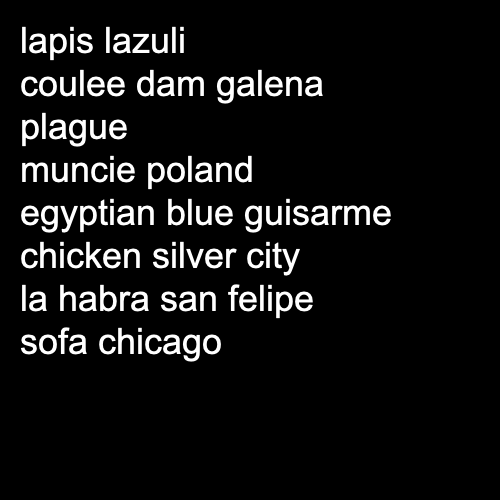 lapis lazuli
coulee dam galena
plague
muncie poland
egyptian blue guisarme
chicken silver city
la habra san felipe
sofa chicago